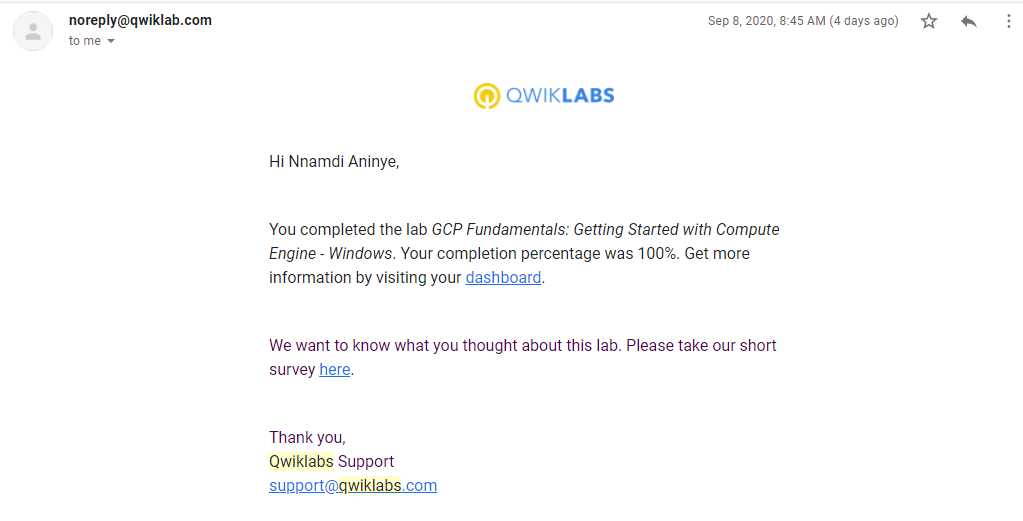 noreply@qwiklab.com
Sep 8, 2020, 8:45 AM (4 days ago)
to me
QWIKLABS
Hi Nnamdi Aninye,
You completed the lab GCP Fundamentals: Getting Started with Compute
Engine - Windows. Your completion percentage was 100%. Get more
information by visiting your dashboard.
We want to know what you thought about this lab. Please take our short
survey here.
Thank you,
Qwiklabs Support
support@qwiklabs.com